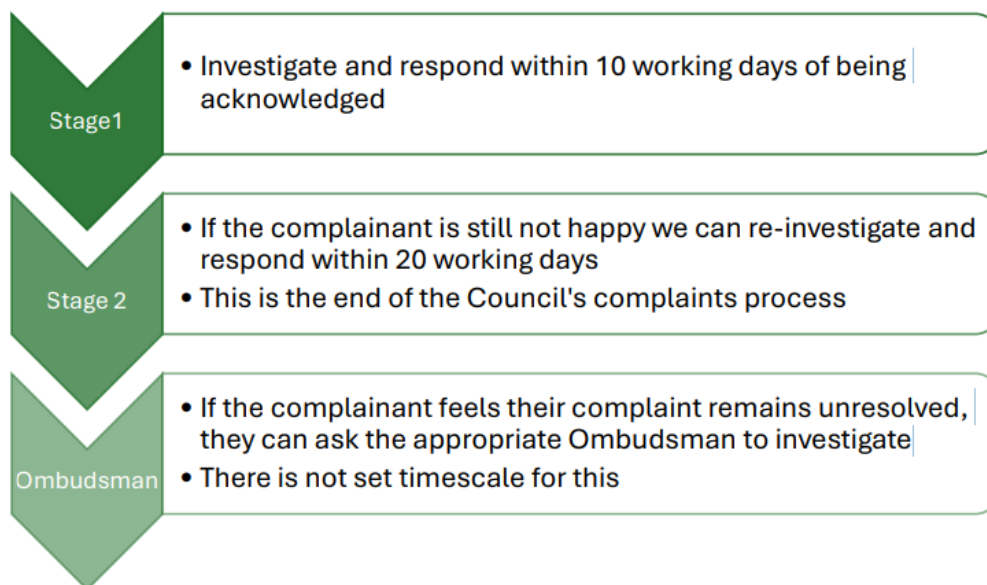 Stage1
• Investigate and respond within 10 working days of being
acknowledged
Stage 2
• If the complainant is still not happy we can re-investigate and
respond within 20 working days
• This is the end of the Council's complaints process
Ombudsman
• If the complainant feels their complaint remains unresolved,
they can ask the appropriate Ombudsman to investigate
• There is not set timescale for this